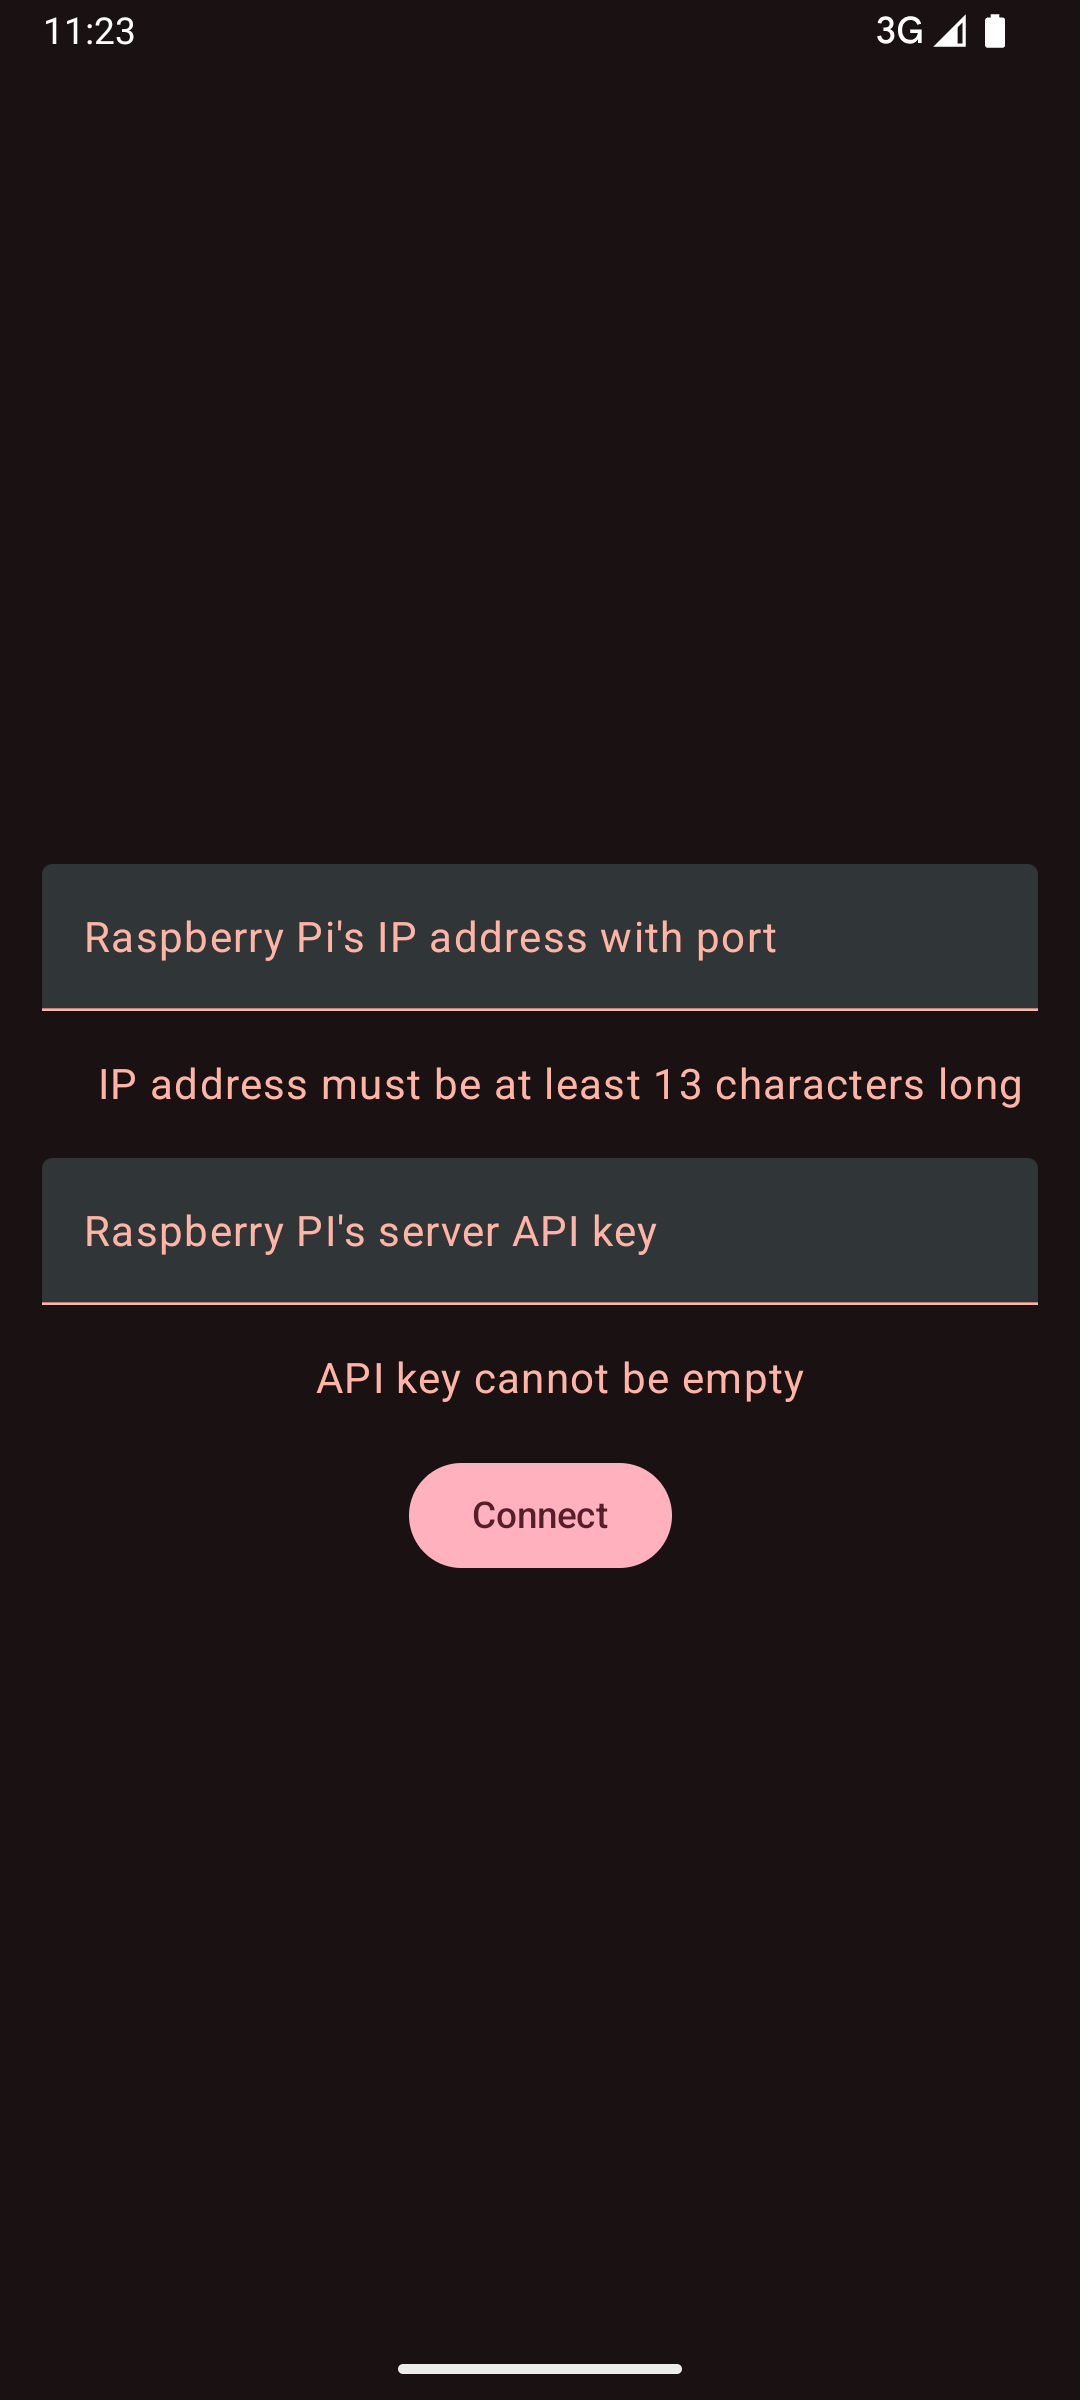 11:23
3G
Raspberry Pi's IP address with port
IP address must be at least 13 characters long
Raspberry PI's server API key
API key cannot be empty
Connect